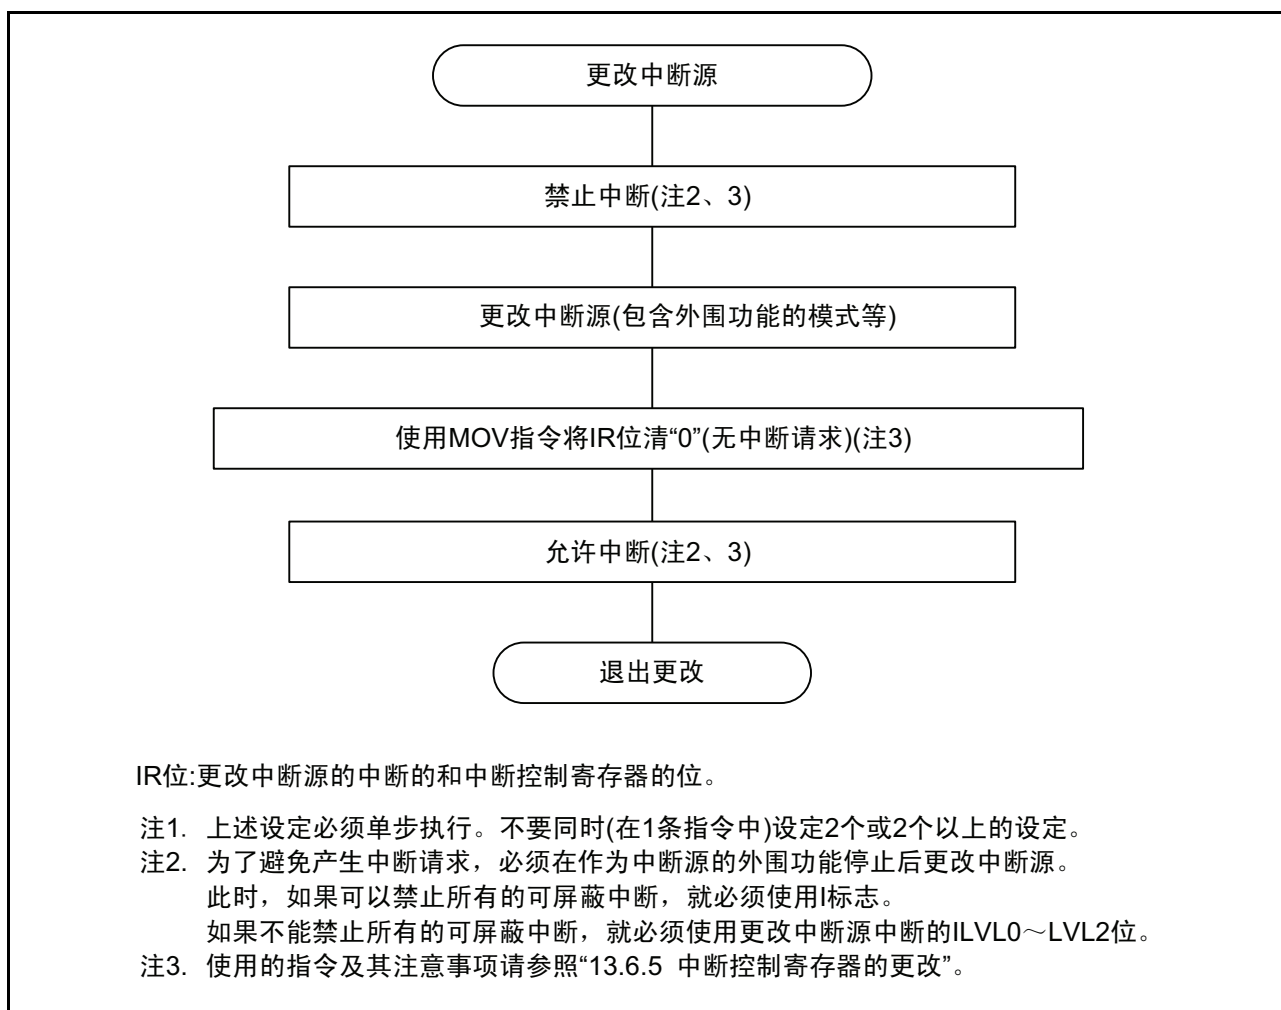 更改中断源
禁止中断(注2、3)
更改中断源(包含外围功能的模式等)
使用MOV指令将IR位清“0”(无中断请求)(注3)
允许中断(注2、3)
退出更改
IR位:更改中断源的中断的和中断控制寄存器的位。
注1. 上述设定必须单步执行。不要同时(在1条指令中)设定2个或2个以上的设定。
注2. 为了避免产生中断请求，必须在作为中断源的外围功能停止后更改中断源。
此时，如果可以禁止所有的可屏蔽中断，就必须使用I标志。
如果不能禁止所有的可屏蔽中断，就必须使用更改中断源中断的ILVL0～LVL2位。
注3. 使用的指令及其注意事项请参照“13.6.5 中断控制寄存器的更改”。